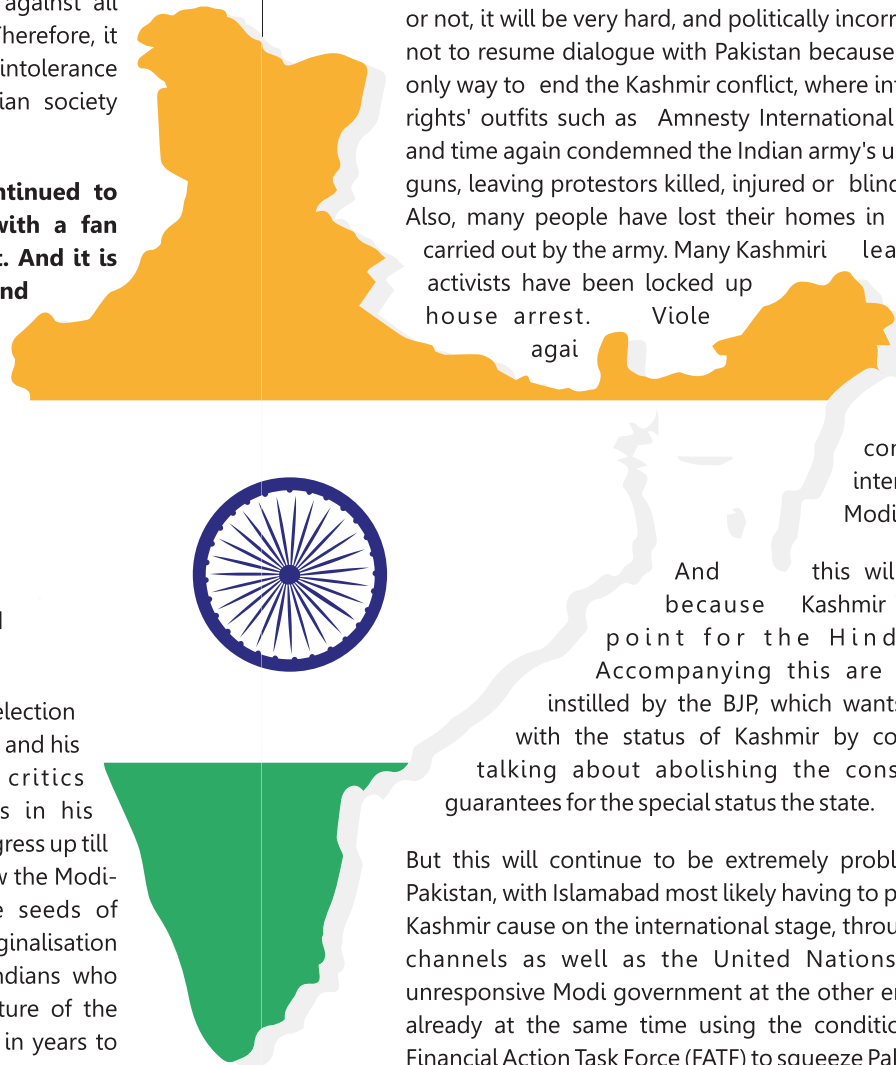 against all
Therefore, it
intolerance
ian society
ntinued to
with a fan
t. And it is
nd
election
and his
critics
s in his
gress up till
w the Modi-
e seeds of
ginalisation
ndians who
ture of the
in years to
or not, it will be very hard, and politically incorr
not to resume dialogue with Pakistan because
only way to end the Kashmir conflict, where int
rights' outfits such as Amnesty International
and time again condemned the Indian army's u
guns, leaving protestors killed, injured or blind
Also, many people have lost their homes in
carried out by the army. Many Kashmiri lea
activists have been locked up
house arrest. Viole
agai
con
inter
Modi
And this will
because Kashmir
point for the Hind
Accompanying this are
instilled by the BJP, which wants
with the status of Kashmir by co
talking about abolishing the cons
guarantees for the special status the state.
But this will continue to be extremely probl
Pakistan, with Islamabad most likely having to p
Kashmir cause on the international stage, throu
channels as well as the United Nations
unresponsive Modi government at the other e
already at the same time using the conditio
Financial Action Task Force (FATF) to squeeze Pak